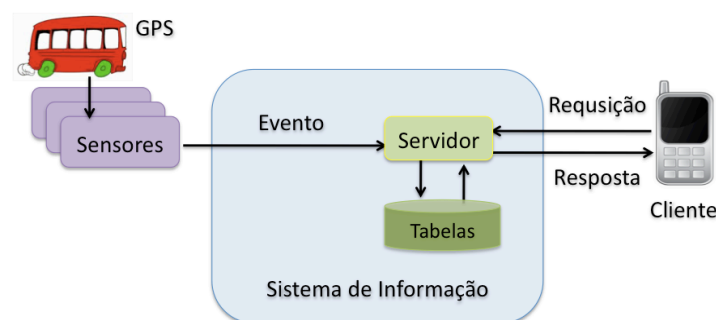 GPS
Sensores
Evento
Servidor
Requsição
Resposta
Cliente
Tabelas
Sistema de Informação